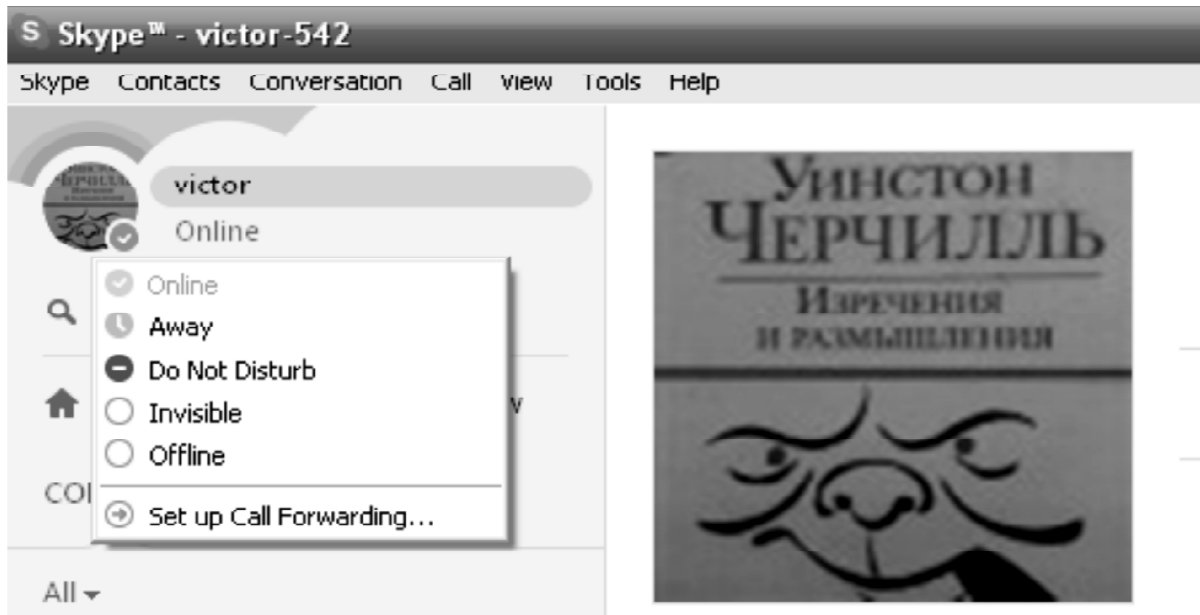 Skype™ - victor-542
Skype Contacts Conversation Call View Tools Help
victor
Online
Online
Away
Do Not Disturb
Invisible
Offline
Set up Call Forwarding...
All
УИНСТОН
ЧЕРЧИЛЛЬ
ИЗРЕЧЕНИЯ
И РАЗМЫШЛЕНИЯ